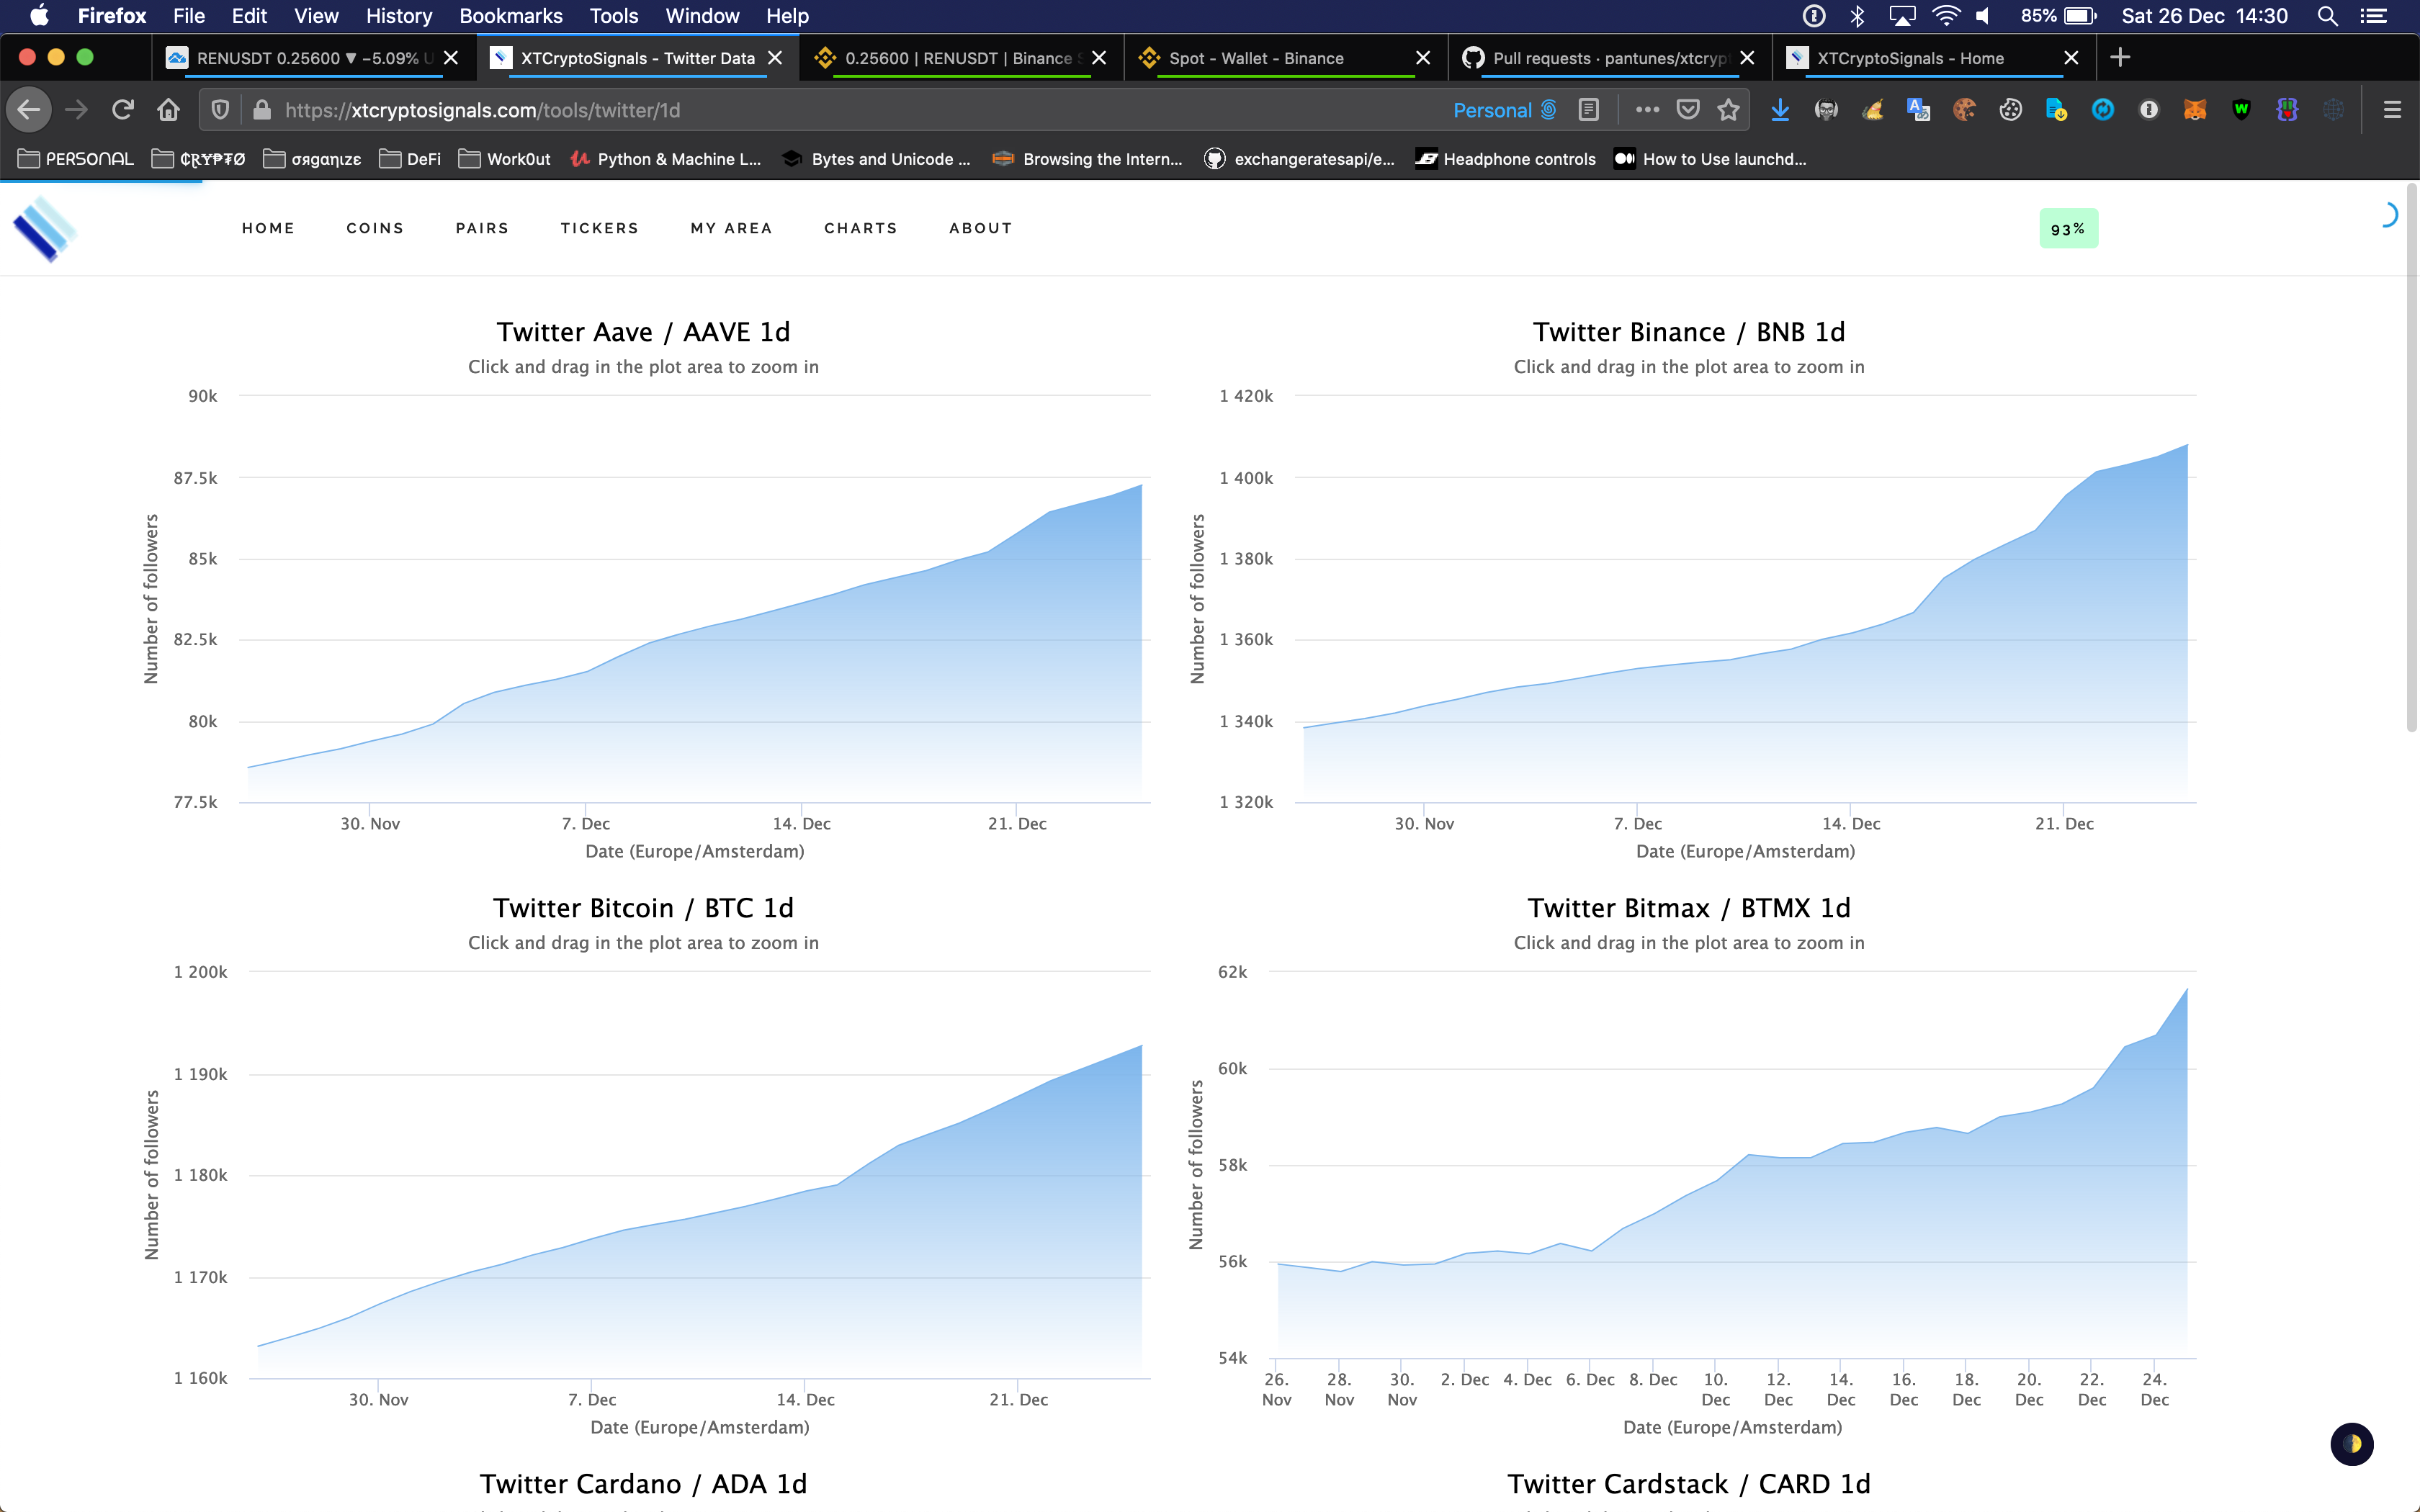 Firefox File Edit View History Bookmarks Tools Window Help 85% Sat 26 Dec 14:30
RENUSDT 0.25600 ▼ −5.09% U XTCryptoSignals - Twitter Data 0.25600 | RENUSDT | Binance S Spot - Wallet - Binance Pull requests · pantunes/xtcryp XTCryptoSignals - Home
https://xtcryptosignals.com/tools/twitter/1d Personal
PERSONAL ₵ⱤɎ₱₮Ø σяgαηιzε DeFi Work0ut Python & Machine L... Bytes and Unicode ... Browsing the Intern... exchangeratesapi/e... Headphone controls How to Use launchd...
HOME COINS PAIRS TICKERS MY AREA CHARTS ABOUT 93%
Twitter Aave / AAVE 1d
Click and drag in the plot area to zoom in
Number of followers
90k
87.5k
85k
82.5k
80k
77.5k
30. Nov 7. Dec 14. Dec 21. Dec
Date (Europe/Amsterdam)
Twitter Binance / BNB 1d
Click and drag in the plot area to zoom in
Number of followers
1 420k
1 400k
1 380k
1 360k
1 340k
1 320k
30. Nov 7. Dec 14. Dec 21. Dec
Date (Europe/Amsterdam)
Twitter Bitcoin / BTC 1d
Click and drag in the plot area to zoom in
Number of followers
1 200k
1 190k
1 180k
1 170k
1 160k
30. Nov 7. Dec 14. Dec 21. Dec
Date (Europe/Amsterdam)
Twitter Bitmax / BTMX 1d
Click and drag in the plot area to zoom in
Number of followers
62k
60k
58k
56k
54k
26. Nov 28. Nov 30. Nov 2. Dec 4. Dec 6. Dec 8. Dec 10. Dec 12. Dec 14. Dec 16. Dec 18. Dec 20. Dec 22. Dec 24. Dec
Date (Europe/Amsterdam)
Twitter Cardano / ADA 1d
Twitter Cardstack / CARD 1d